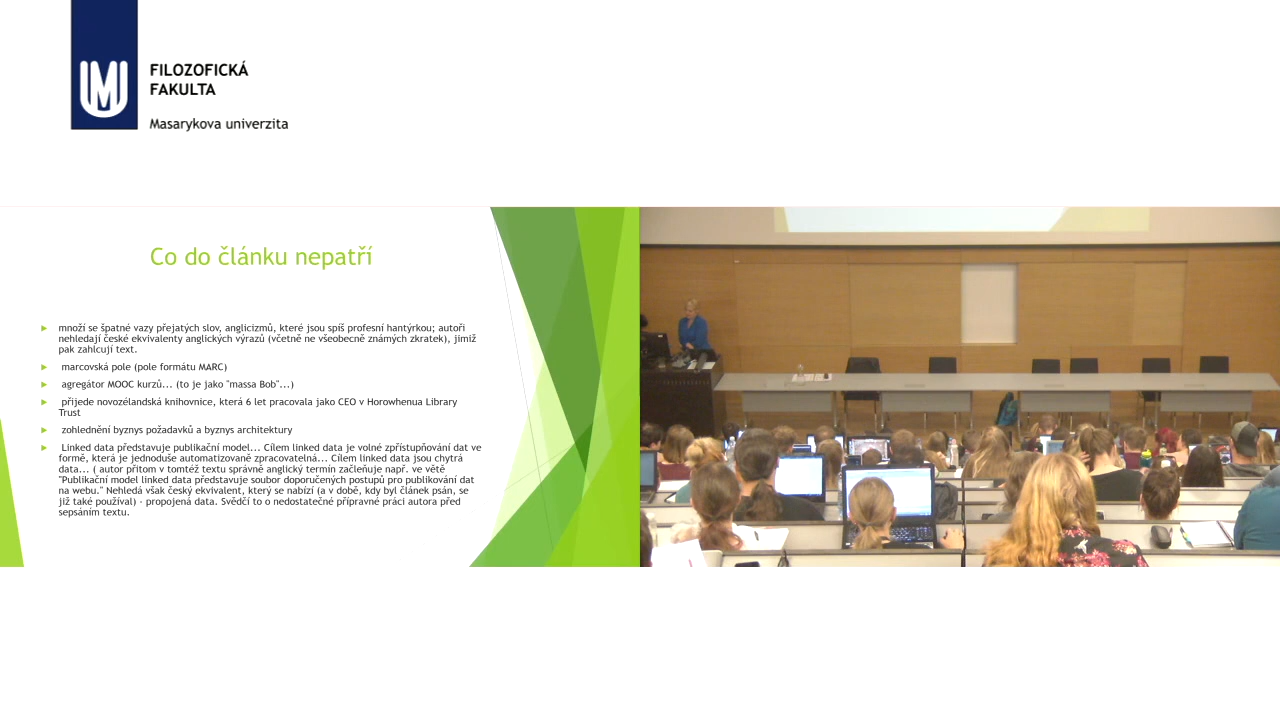 FILOZOFICKÁ
FAKULTA
Masarykova univerzita
Co do článku nepatří
množí se špatné vazy přejatých slov, anglicizmů, které jsou spíš profesní hantýrkou; autoři
nehledají české ekvivalenty anglických výrazů (včetně ne všeobecně známých zkratek), jimiž
pak zahlcují text.
marcovská pole (pole formátu MARC)
agregátor MOOC kurzů... (to je jako "massa Bob"...)
přijede novozélandská knihovnice, která 6 let pracovala jako CEO v Horowhenua Library
Trust
zohlednění byznys požadavků a byznys architektury
Linked data představuje publikační model... Cílem linked data je volné zpřístupňování dat ve
formě, která je jednoduše automatizovaně zpracovatelná... Cílem linked data jsou chytrá
data... ( autor přitom v tomtéž textu správně anglický termín začleňuje např. ve větě
"Publikační model linked data představuje soubor doporučených postupů pro publikování dat
na webu." Nehledá však český ekvivalent, který se nabízí (a v době, kdy byl článek psán, se
již také používal) - propojená data. Svědčí to o nedostatečné přípravné práci autora před
sepsáním textu.